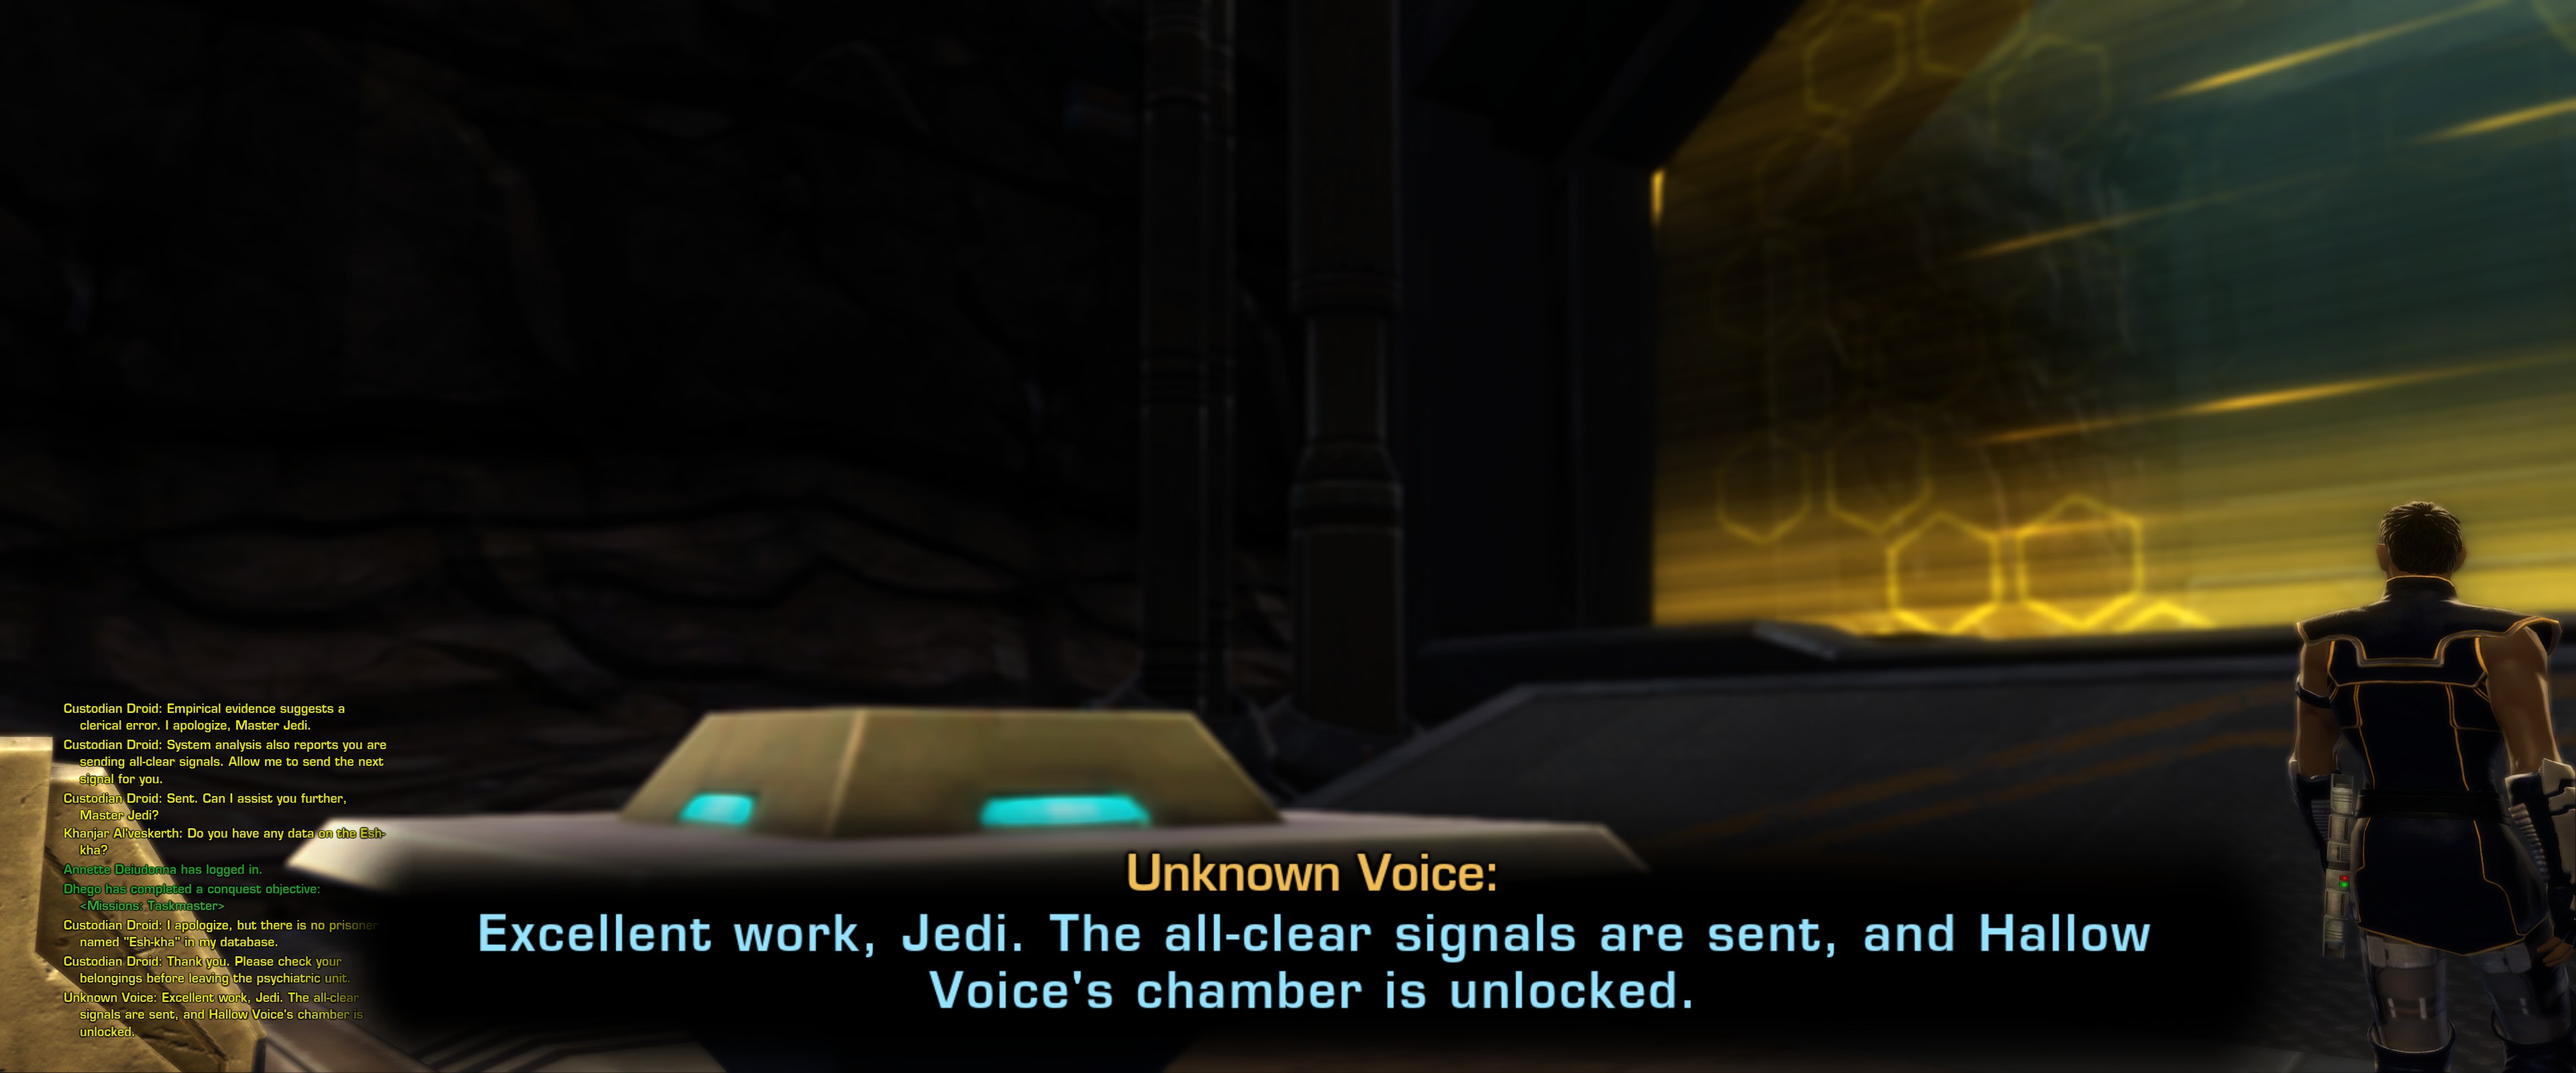 Custodian Droid: Empirical evidence suggests a
clerical error. I apologize, Master Jedi.
Custodian Droid: System analysis also reports you are
sending all-clear signals. Allow me to send the next
signal for you.
Custodian Droid: Sent. Can I assist you further,
Master Jedi?
Khanjar Al'veskerth: Do you have any data on the Esh-
kha?
Annette Deiudonna has logged in.
Dhego has completed a conquest objective:
<Missions: Taskmaster>
Custodian Droid: I apologize, but there is no prisoner
named "Esh-kha" in my database.
Custodian Droid: Thank you. Please check your
belongings before leaving the psychiatric unit.
Unknown Voice: Excellent work, Jedi. The all-clear
signals are sent, and Hallow Voice's chamber is
unlocked.
Unknown Voice:
Excellent work, Jedi. The all-clear signals are sent, and Hallow
Voice's chamber is unlocked.